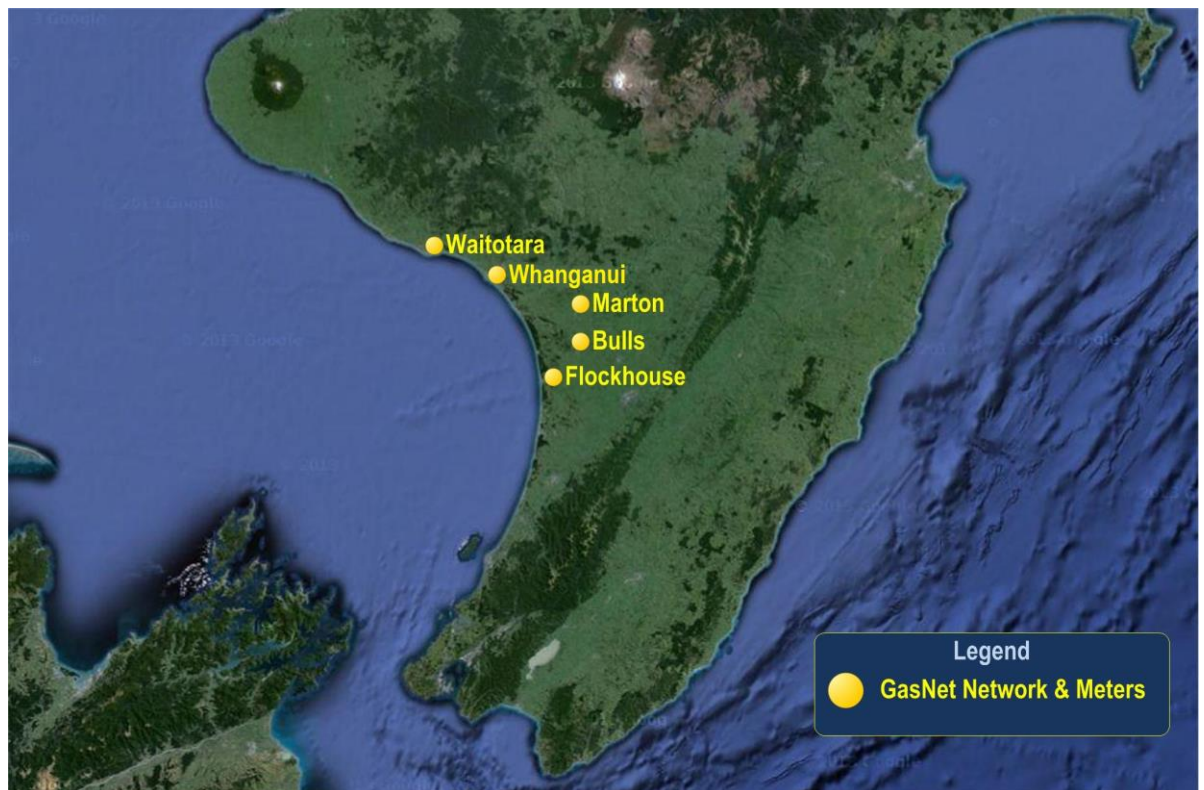 Waitotara
Whanganui
Marton
Bulls
Flockhouse
Legend
GasNet Network & Meters